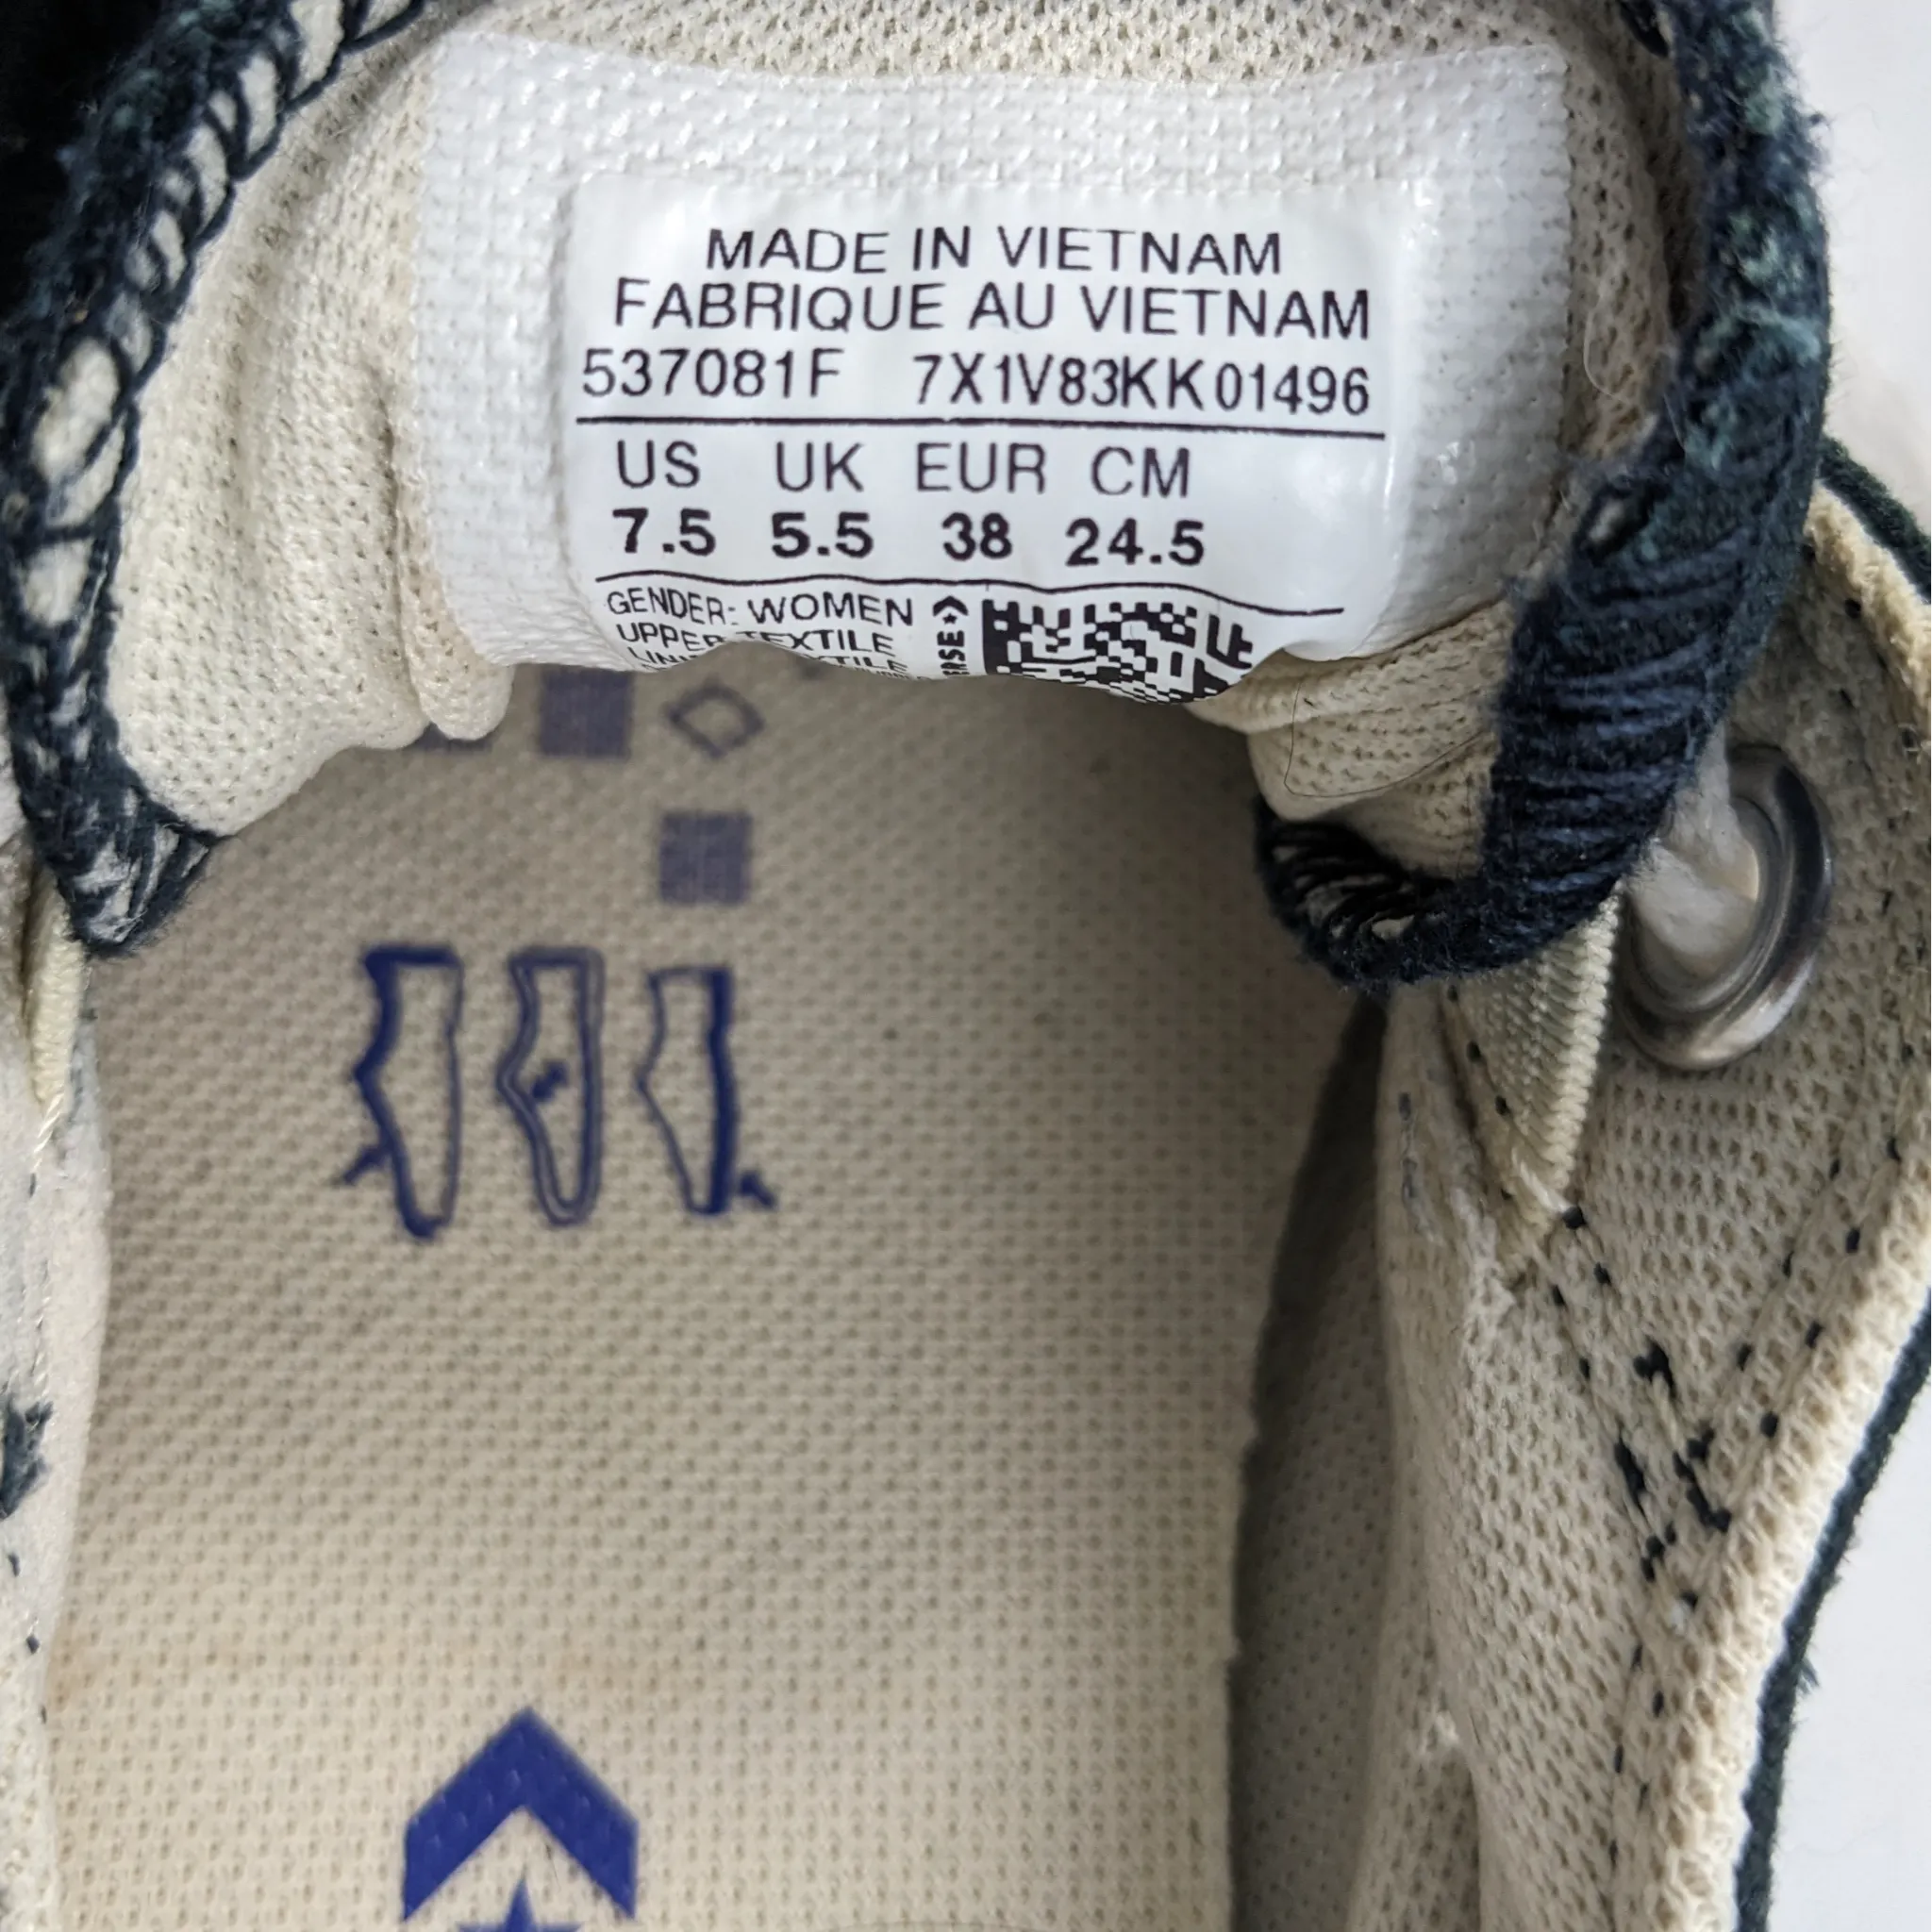 MADE IN VIETNAM
FABRIQUE AU VIETNAM
537081F 7X1V83KK01496
US UK EUR CM
7.5 5.5 38 24.5
GENDER: WOMEN
UPPER TEXTILE